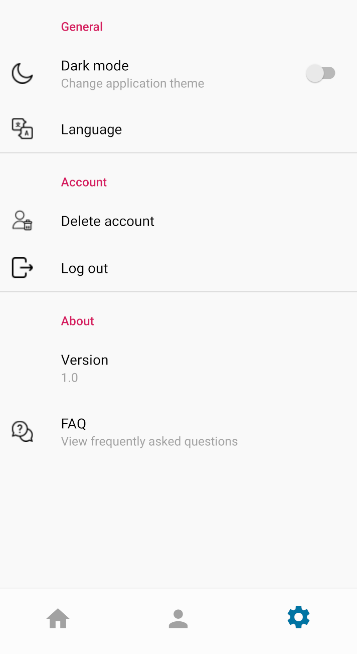 General
Dark mode
Change application theme
Language
Account
Delete account
Log out
About
Version
1.0
FAQ
View frequently asked questions